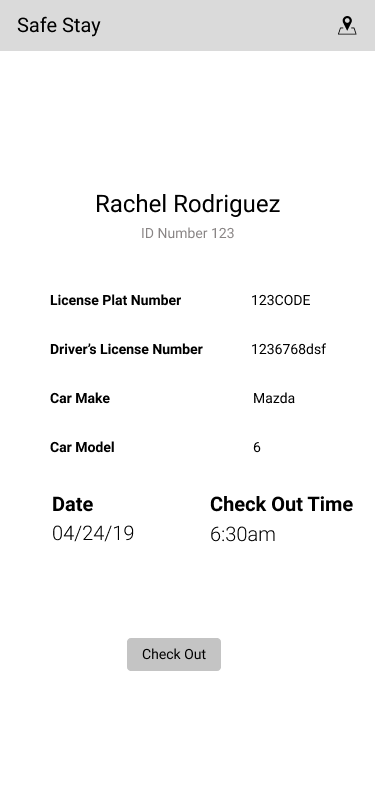 Safe Stay
Rachel Rodriguez
ID Number 123
License Plat Number 123CODE
Driver’s License Number 1236768dsf
Car Make Mazda
Car Model 6
Date Check Out Time
04/24/19 6:30am
Check Out